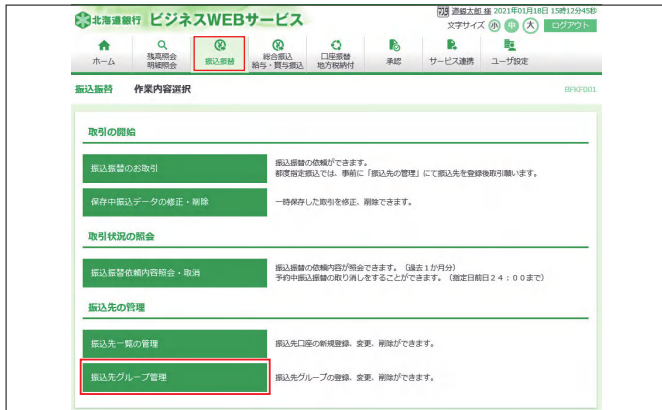 北海道銀行 ビジネスWEBサービス
道銀太郎 様 2021年01月18日 15時12分45秒
文字サイズ 小 中 大 ログアウト
ホーム
残高照会 明細照会
振込振替
総合振込 給与・賞与振込
口座振替 地方税納付
承認
サービス連携
ユーザ設定
振込振替 作業内容選択
BFKF001
取引の開始
振込振替のお取引
振込振替の依頼ができます。
都度指定振込では、事前に「振込先の管理」にて振込先を登録後取引願います。
保存中振込データの修正・削除
一時保存した取引を修正、削除できます。
取引状況の照会
振込振替依頼内容照会・取消
振込振替の依頼内容が照会できます。（過去１か月分）
予約中振込振替の取り消しをすることができます。（指定日前日２４：００まで）
振込先の管理
振込先一覧の管理
振込先口座の新規登録、変更、削除ができます。
振込先グループ管理
振込先グループの登録、変更、削除ができます。